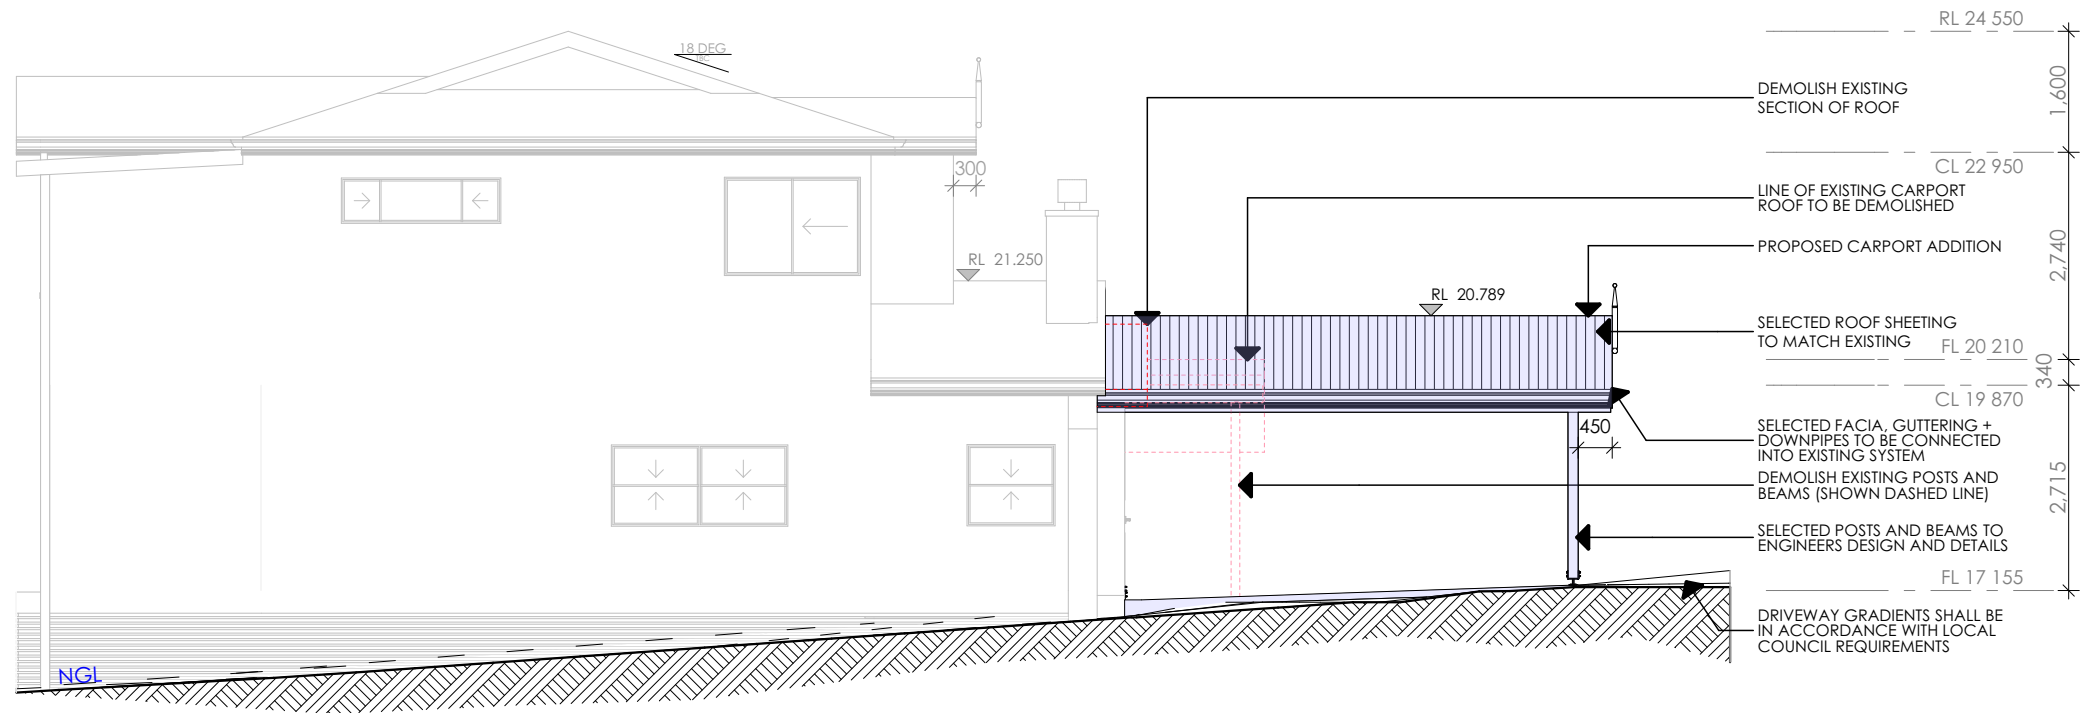 RL 24 550
18 DEG
TBC
1,600
DEMOLISH EXISTING
SECTION OF ROOF
CL 22 950
300
LINE OF EXISTING CARPORT
ROOF TO BE DEMOLISHED
PROPOSED CARPORT ADDITION
2,740
RL 21.250
RL 20.789
SELECTED ROOF SHEETING
TO MATCH EXISTING
FL 20 210
340
CL 19 870
450
SELECTED FACIA, GUTTERING +
DOWNPIPES TO BE CONNECTED
INTO EXISTING SYSTEM
DEMOLISH EXISTING POSTS AND
BEAMS (SHOWN DASHED LINE)
2,715
SELECTED POSTS AND BEAMS TO
ENGINEERS DESIGN AND DETAILS
FL 17 155
DRIVEWAY GRADIENTS SHALL BE
IN ACCORDANCE WITH LOCAL
COUNCIL REQUIREMENTS
NGL